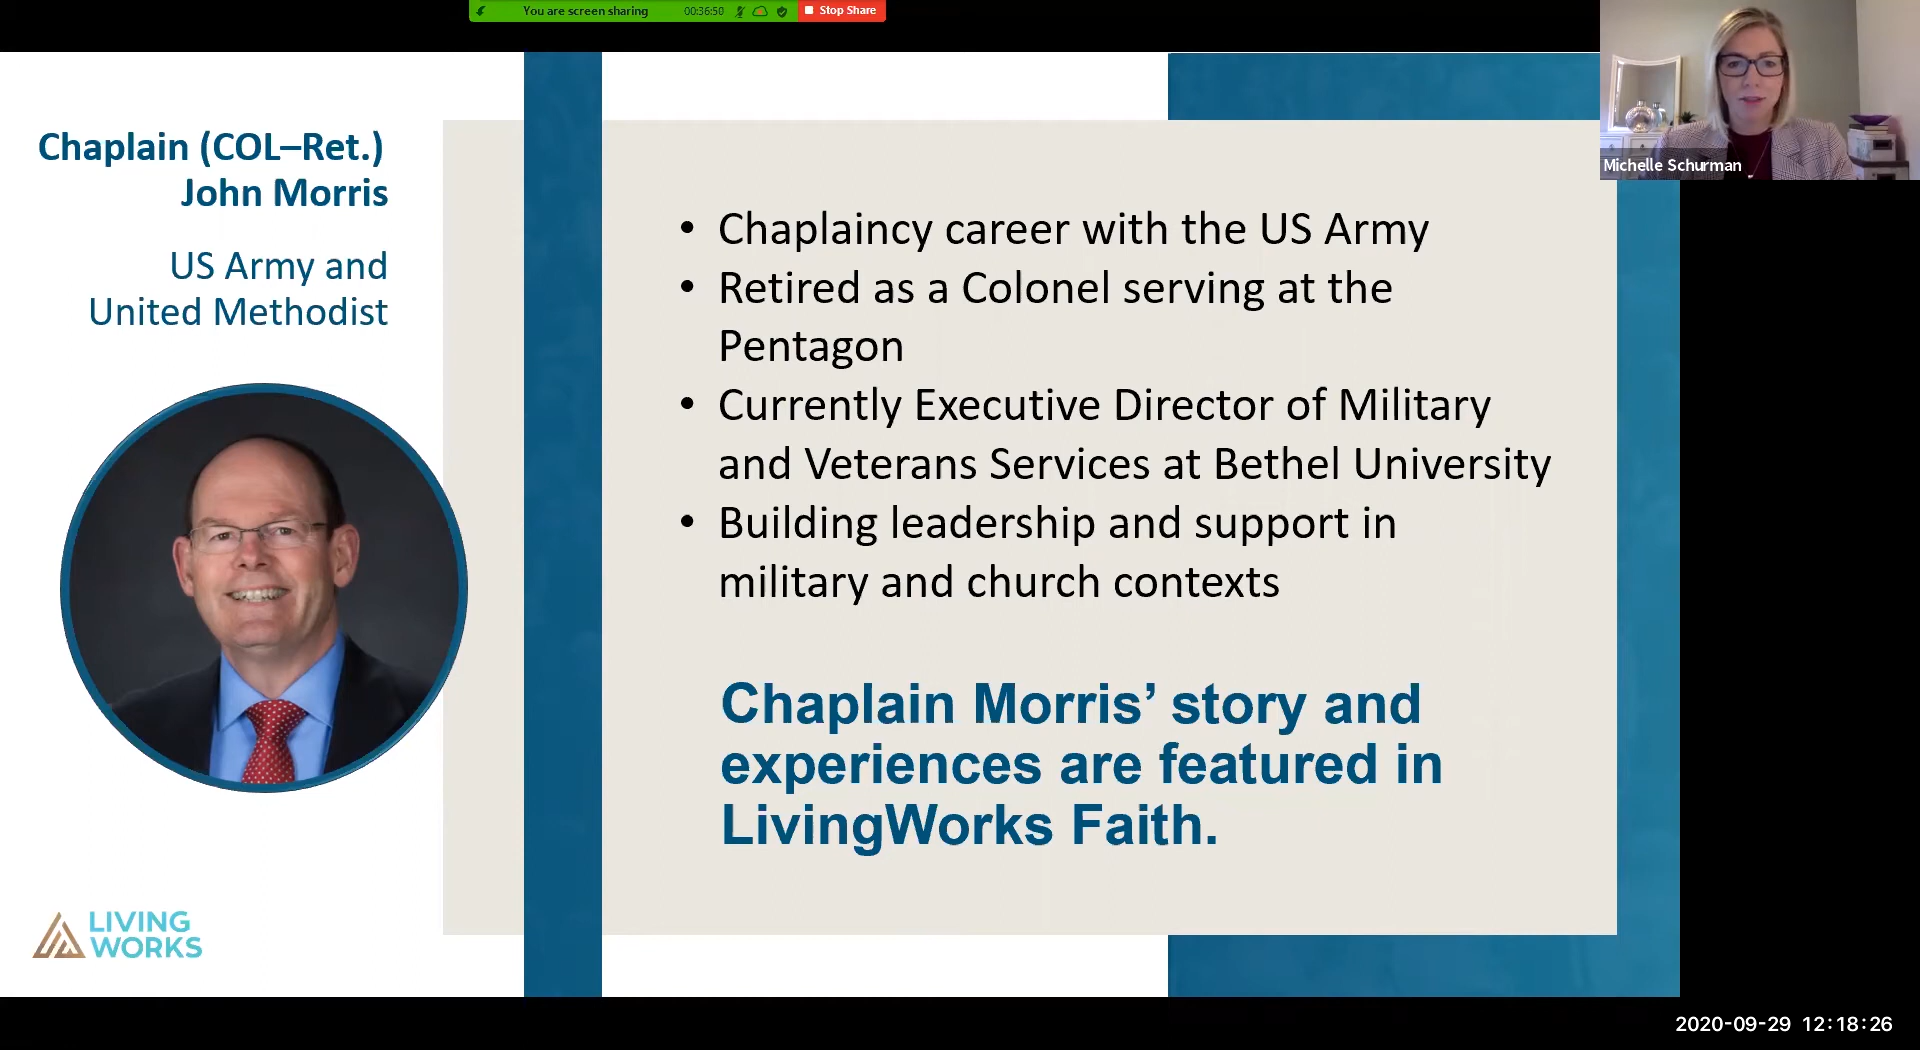 You are screen sharing 00:36:50 Stop Share
Michelle Schurman
Chaplain (COL–Ret.)
John Morris
US Army and
United Methodist
• Chaplaincy career with the US Army
• Retired as a Colonel serving at the
Pentagon
• Currently Executive Director of Military
and Veterans Services at Bethel University
• Building leadership and support in
military and church contexts
Chaplain Morris’ story and
experiences are featured in
LivingWorks Faith.
LIVING
WORKS
2020-09-29 12:18:26